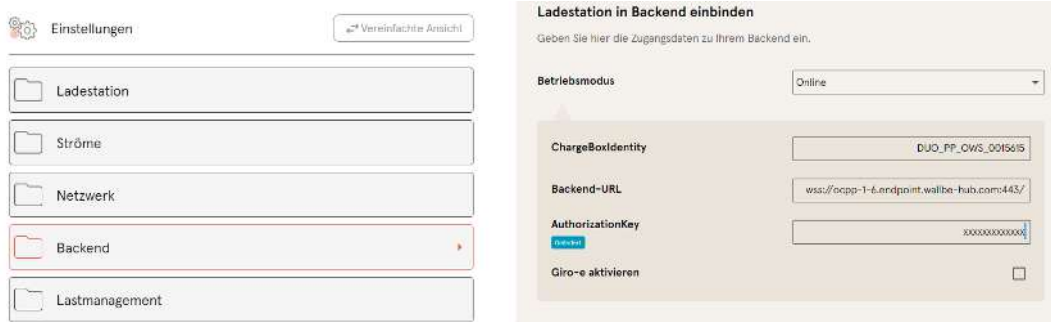 Einstellungen
Vereinfachte Ansicht
Ladestation
Ströme
Netzwerk
Backend
Lastmanagement
Ladestation in Backend einbinden
Geben Sie hier die Zugangsdaten zu Ihrem Backend ein.
Betriebsmodus
Online
ChargeBoxIdentity
DUO_PP_OWS_0015615
Backend-URL
wss://ocpp-1-6.endpoint.wallbe-hub.com:443/
AuthorizationKey
xxxxxxxxxxxx
Geändert
Giro-e aktivieren